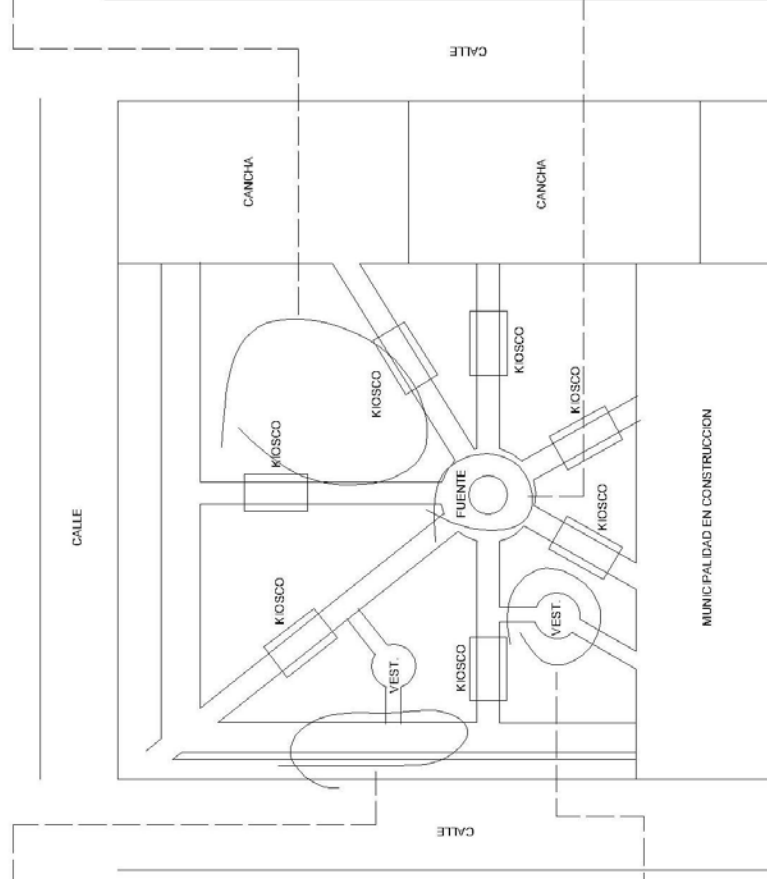 CALLE
CANCHA
CANCHA
KIOSCO
KIOSCO
KIOSCO
KIOSCO
FUENTE
KIOSCO
CALLE
MUNICIPALIDAD EN CONSTRUCCION
KIOSCO
VEST.
VEST.
KIOSCO
CALLE